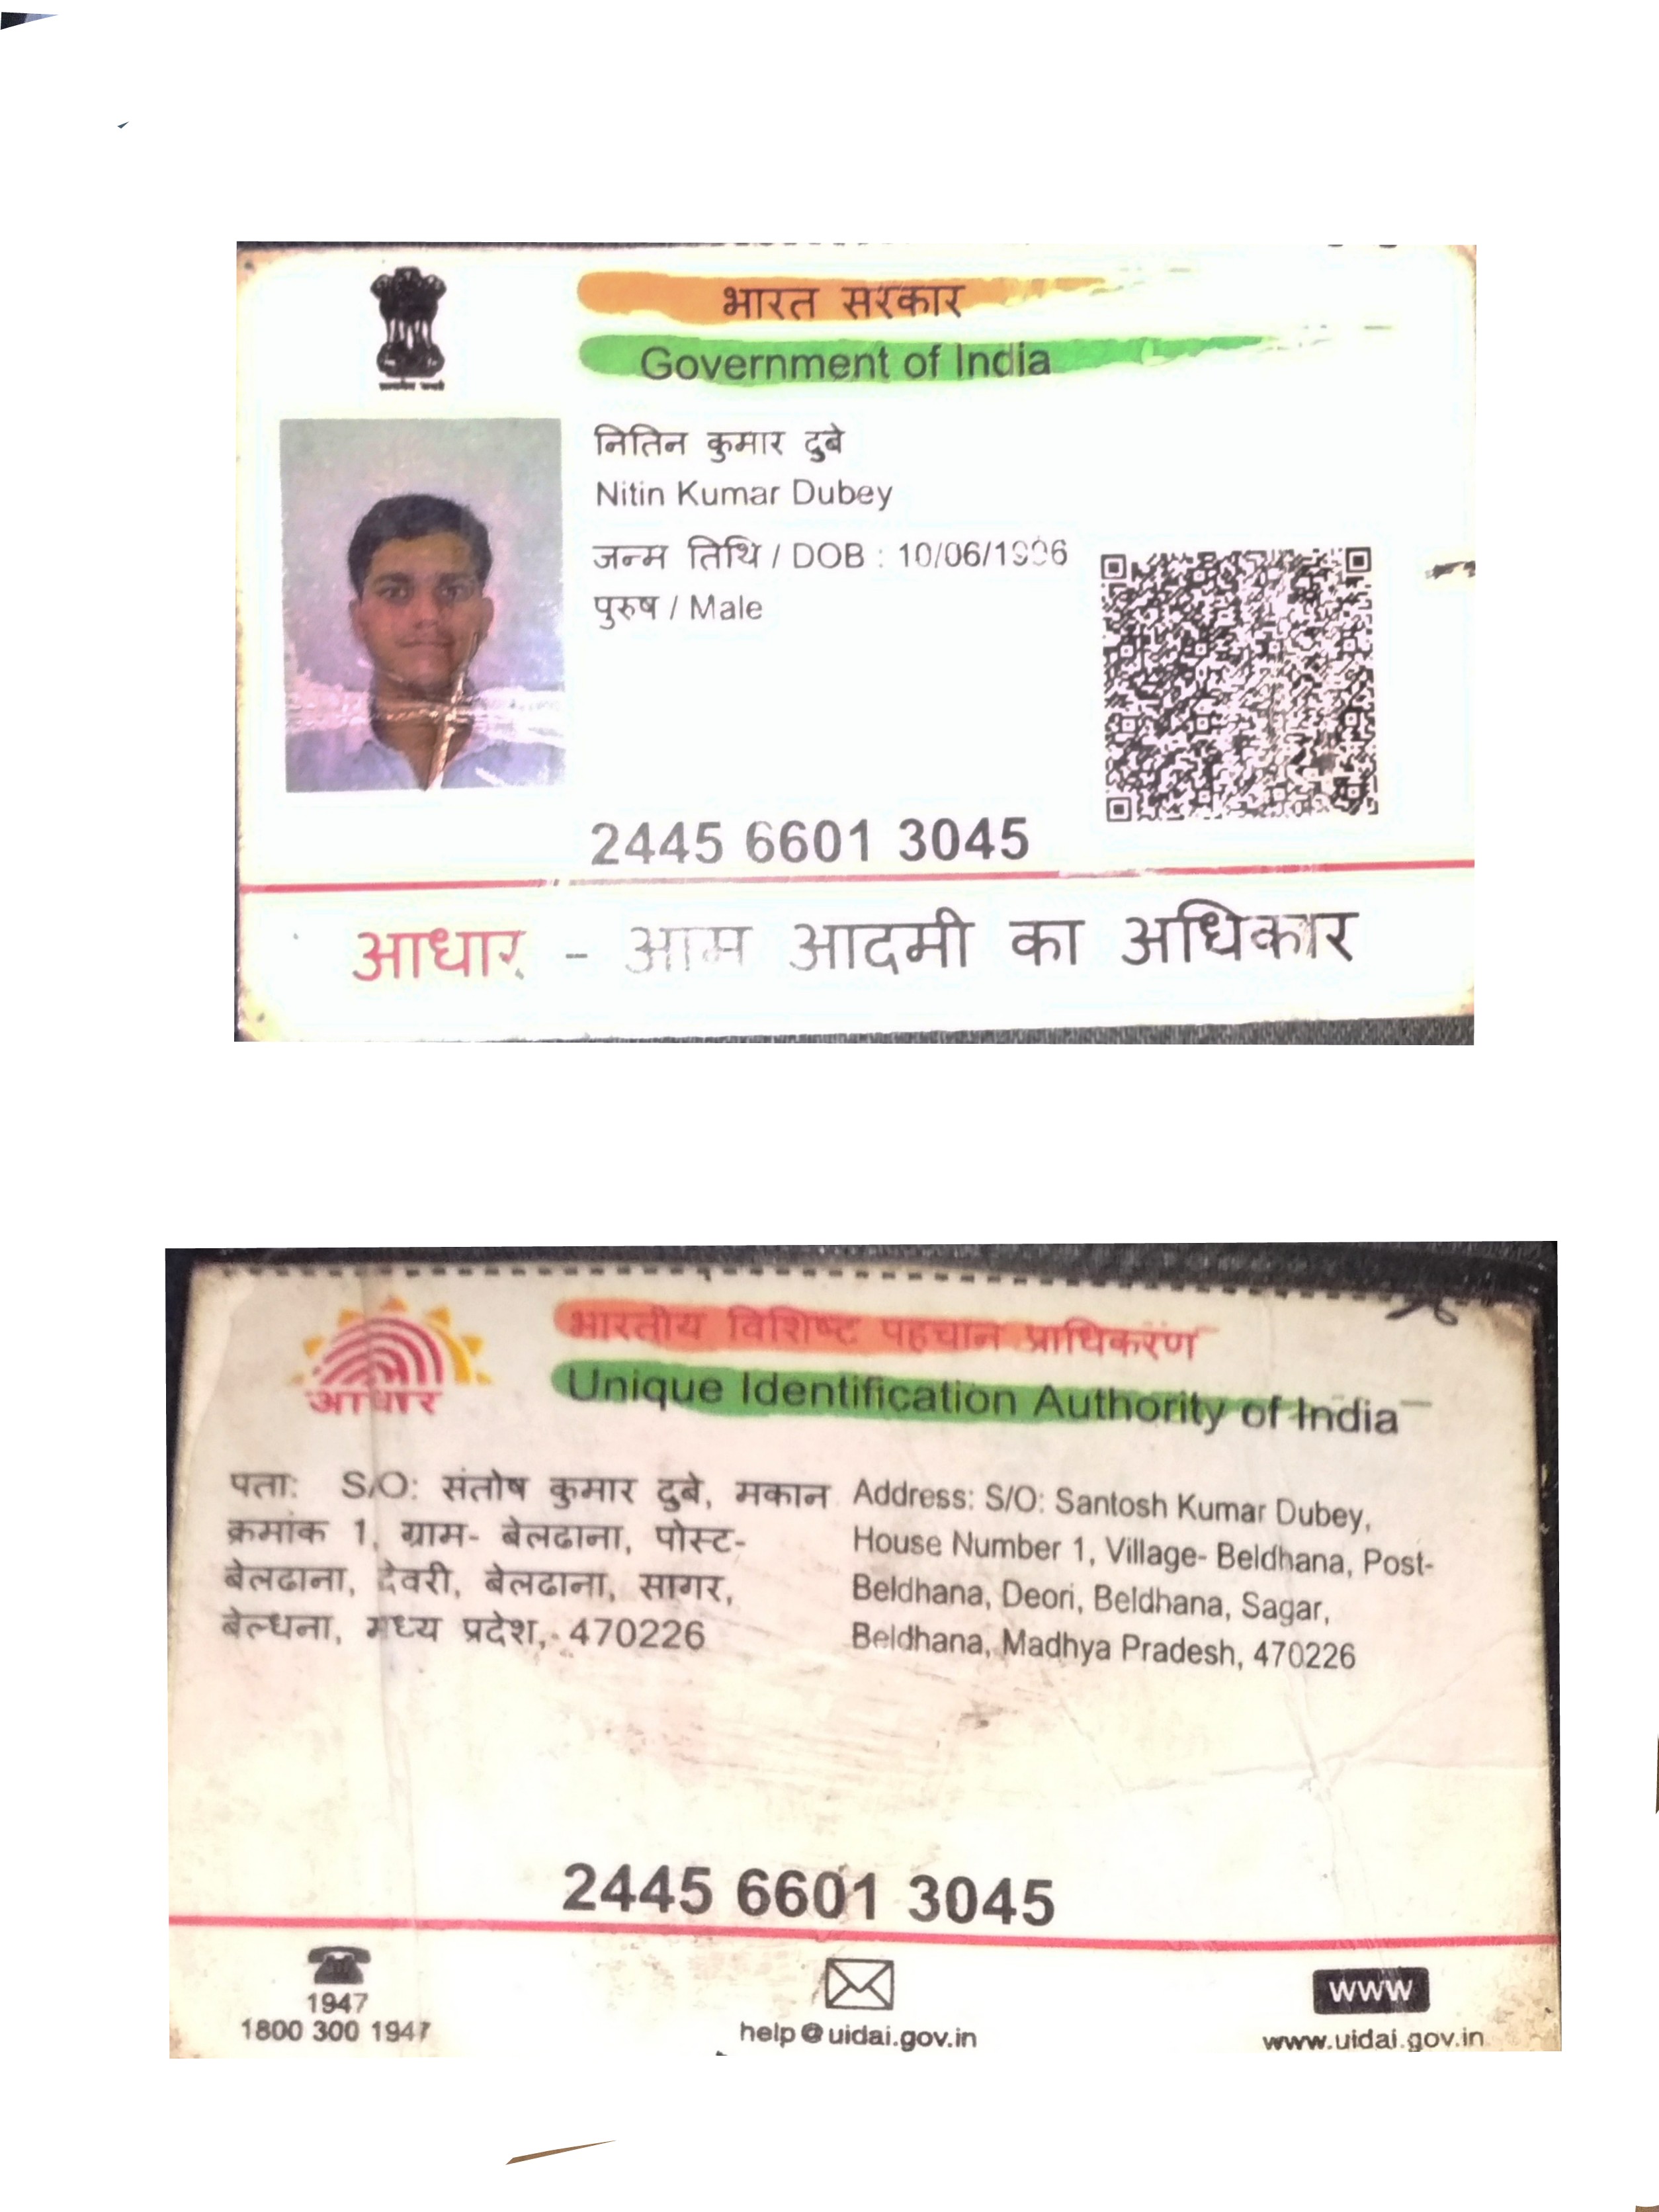 भारत सरकार
Government of India
नितिन कुमार दुबे
Nitin Kumar Dubey
जन्म तिथि / DOB : 10/06/1996
पुरुष / Male
2445 6601 3045
आधार - आम आदमी का अधिकार
भारतीय विशिष्ट पहचान प्राधिकरण
Unique Identification Authority of India
आधार
पता: S/O: संतोष कुमार दुबे, मकान
क्रमांक 1, ग्राम- बेलढाना, पोस्ट-
बेलढाना, देवरी, बेलढाना, सागर,
बेल्धना, मध्य प्रदेश, - 470226
Address: S/O: Santosh Kumar Dubey,
House Number 1, Village- Beldhana, Post-
Beldhana, Deori, Beldhana, Sagar,
Beldhana, Madhya Pradesh, 470226
2445 6601 3045
1947
1800 300 1947
help@uidai.gov.in
www
www.uidai.gov.in